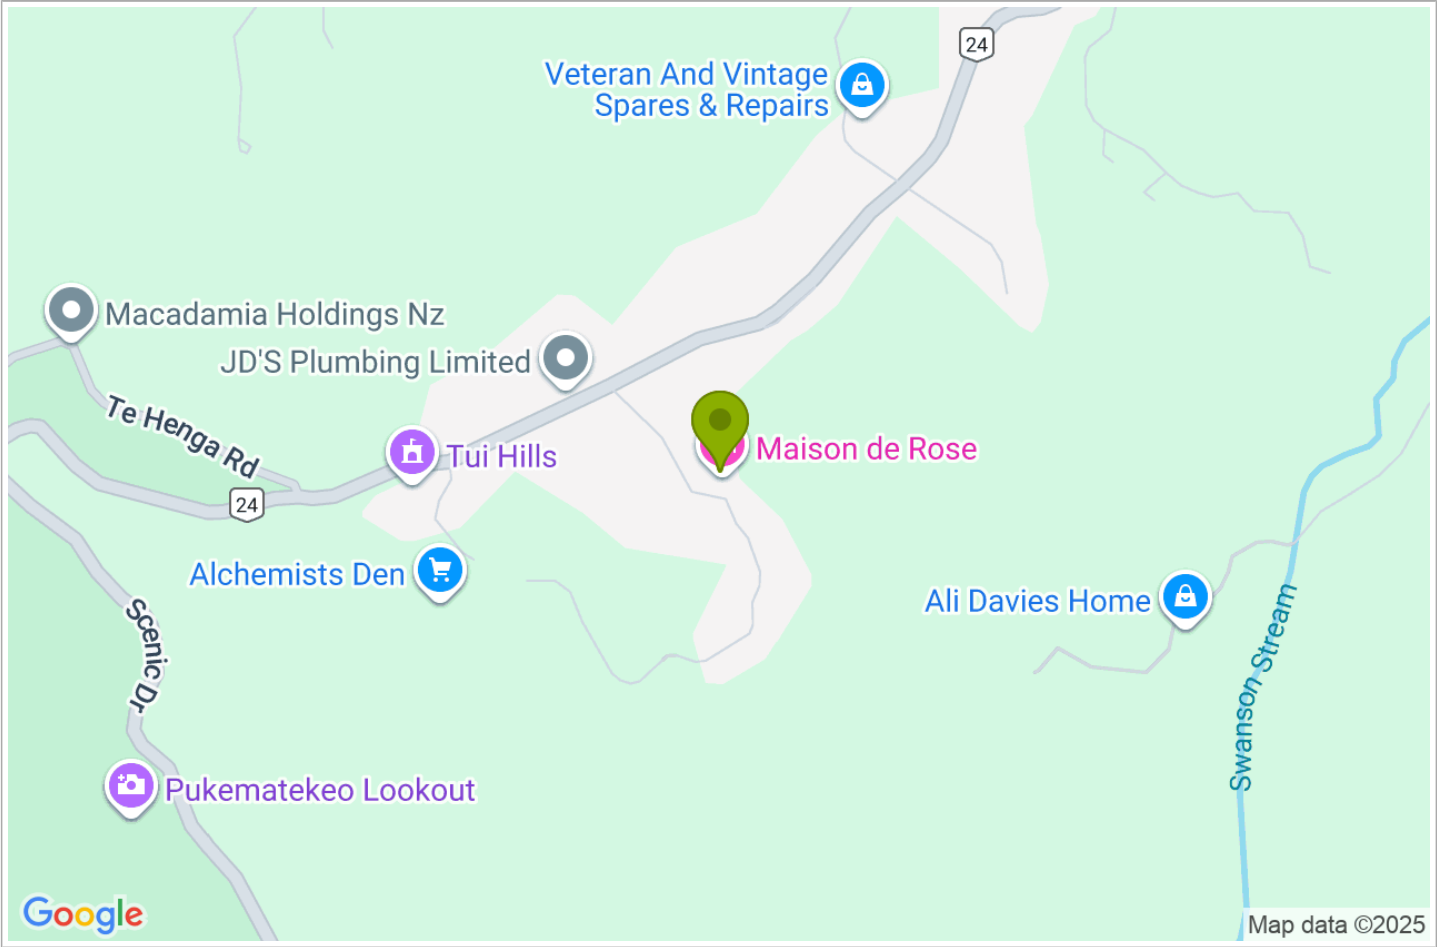 24
Veteran And Vintage
Spares & Repairs
Macadamia Holdings Nz
JD'S Plumbing Limited
Te Henga Rd
Tui Hills
Maison de Rose
24
Alchemists Den
Ali Davies Home
Scenic Dr
Swanson Stream
Pukematekeo Lookout
Google
Map data ©2025